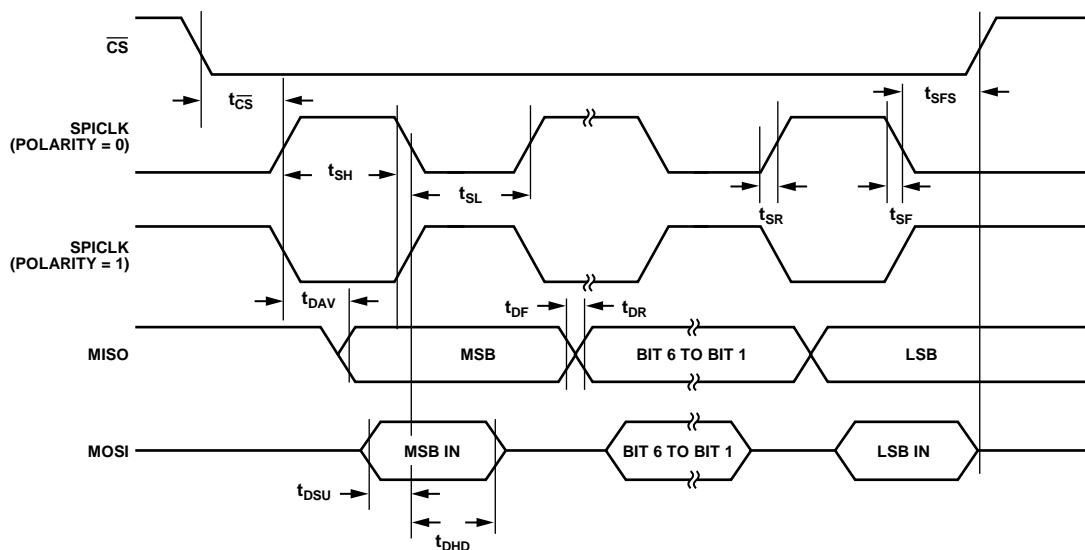 CS
tCS
tSFS
SPICLK
(POLARITY = 0)
tSH
tSL
tSR
tSF
SPICLK
(POLARITY = 1)
tDAV
tDF
tDR
MISO
MSB
BIT 6 TO BIT 1
LSB
MOSI
MSB IN
BIT 6 TO BIT 1
LSB IN
tDSU
tDHD